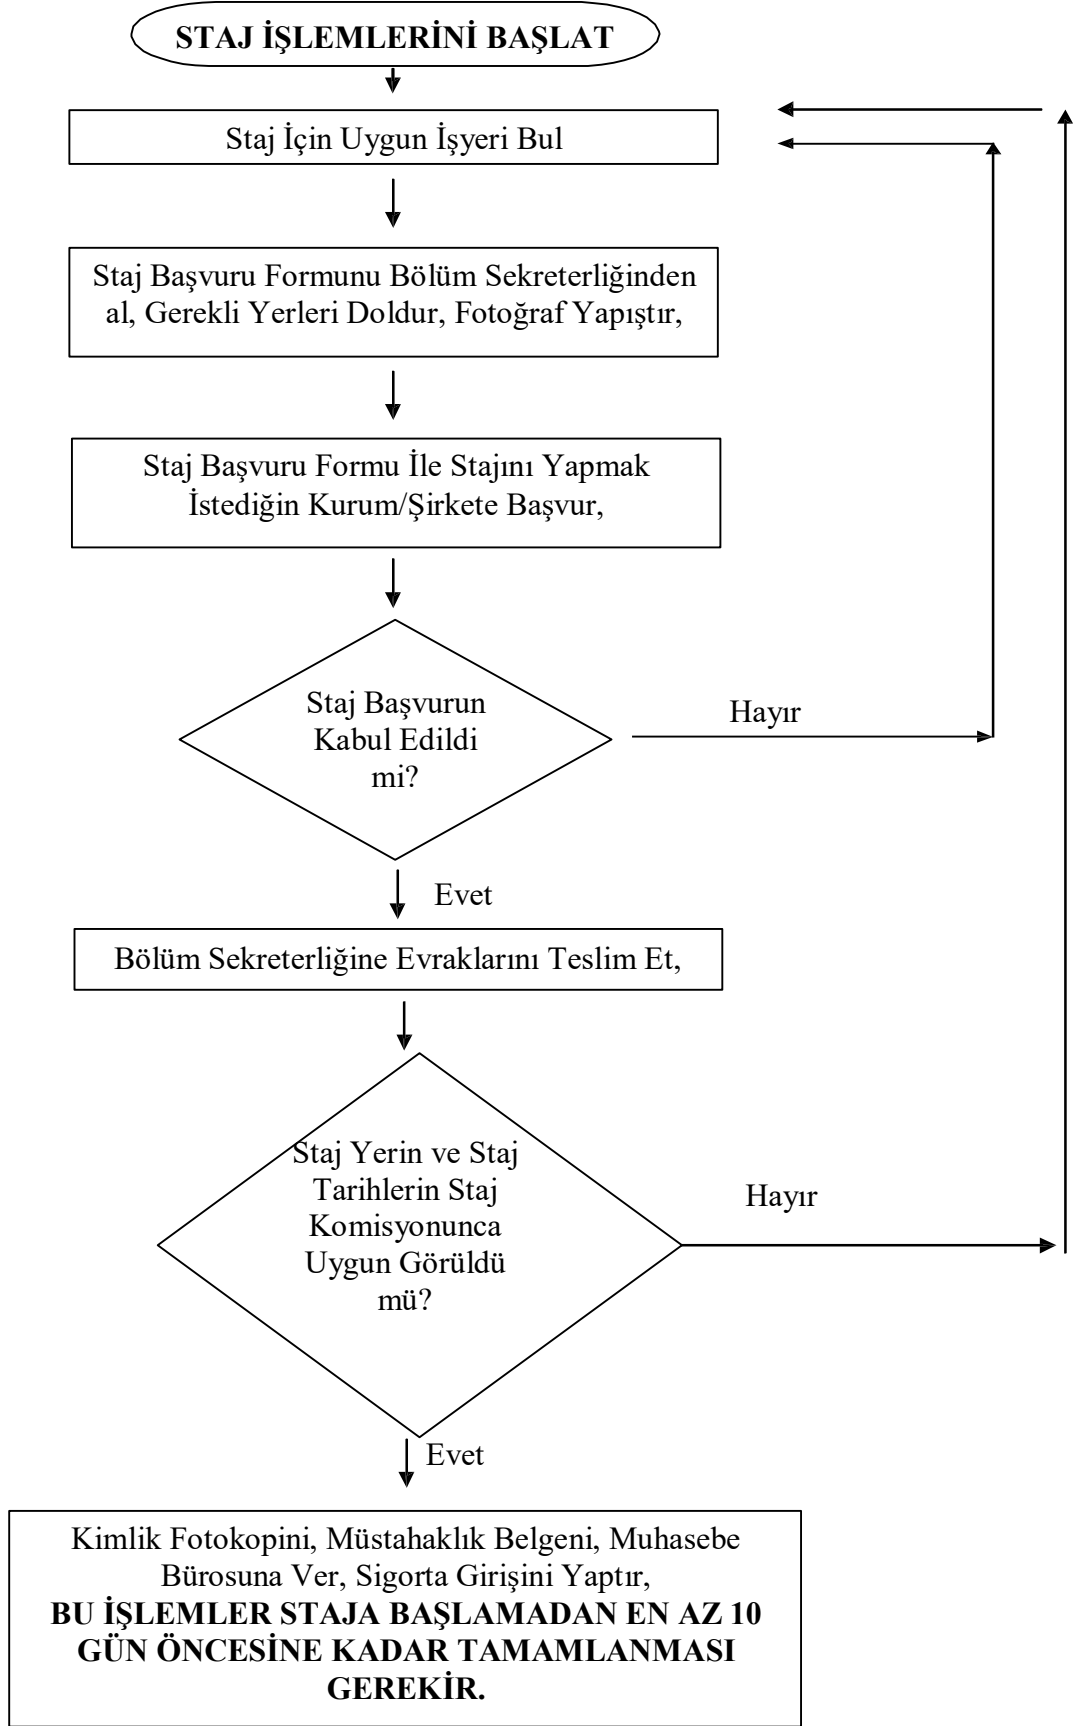 STAJ İŞLEMLERİNİ BAŞLAT
Staj İçin Uygun İşyeri Bul
Staj Başvuru Formunu Bölüm Sekreterliğinden
al, Gerekli Yerleri Doldur, Fotoğraf Yapıştır,
Staj Başvuru Formu İle Stajını Yapmak
İstediğin Kurum/Şirkete Başvur,
Staj Başvurun
Kabul Edildi
mi?
Hayır
Evet
Bölüm Sekreterliğine Evraklarını Teslim Et,
Staj Yerin ve Staj
Tarihlerin Staj
Komisyonunca
Uygun Görüldü
mü?
Hayır
Evet
Kimlik Fotokopini, Müstahaklık Belgeni, Muhasebe
Bürosuna Ver, Sigorta Girişini Yaptır,
BU İŞLEMLER STAJA BAŞLAMADAN EN AZ 10
GÜN ÖNCESİNE KADAR TAMAMLANMASI
GEREKİR.